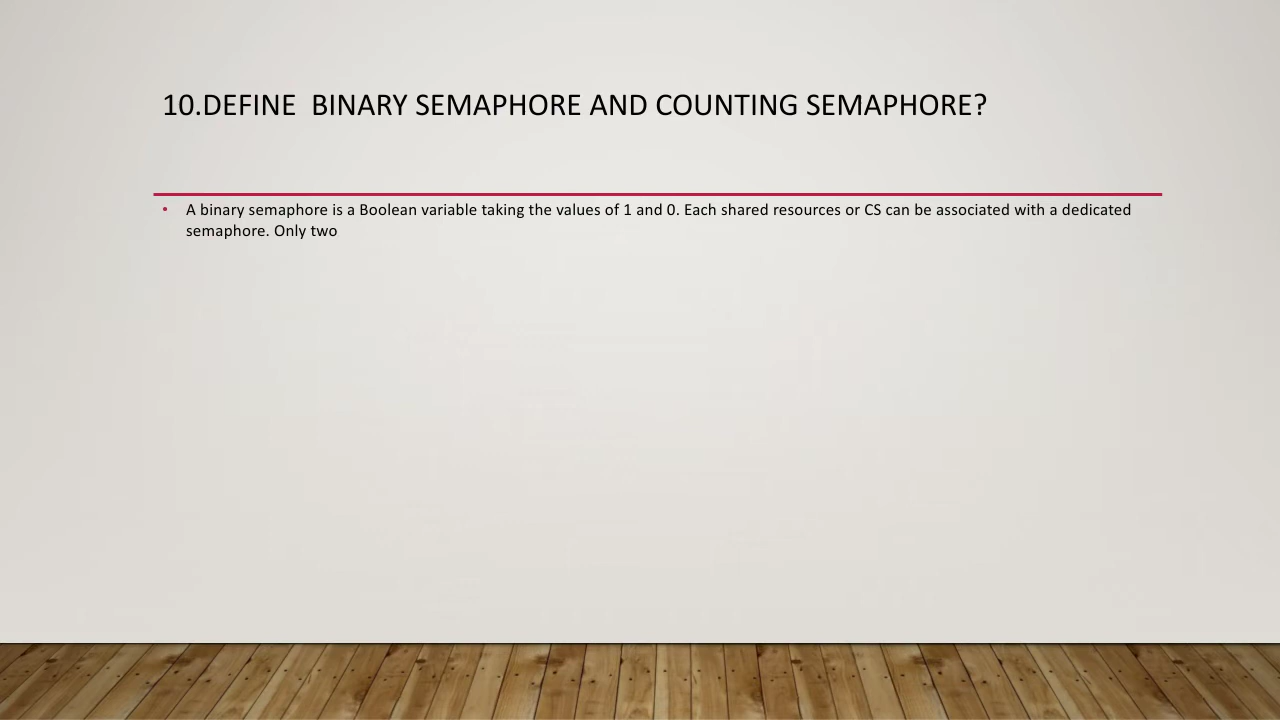 10.DEFINE  BINARY SEMAPHORE AND COUNTING SEMAPHORE?
• A binary semaphore is a Boolean variable taking the values of 1 and 0. Each shared resources or CS can be associated with a dedicated
semaphore. Only two